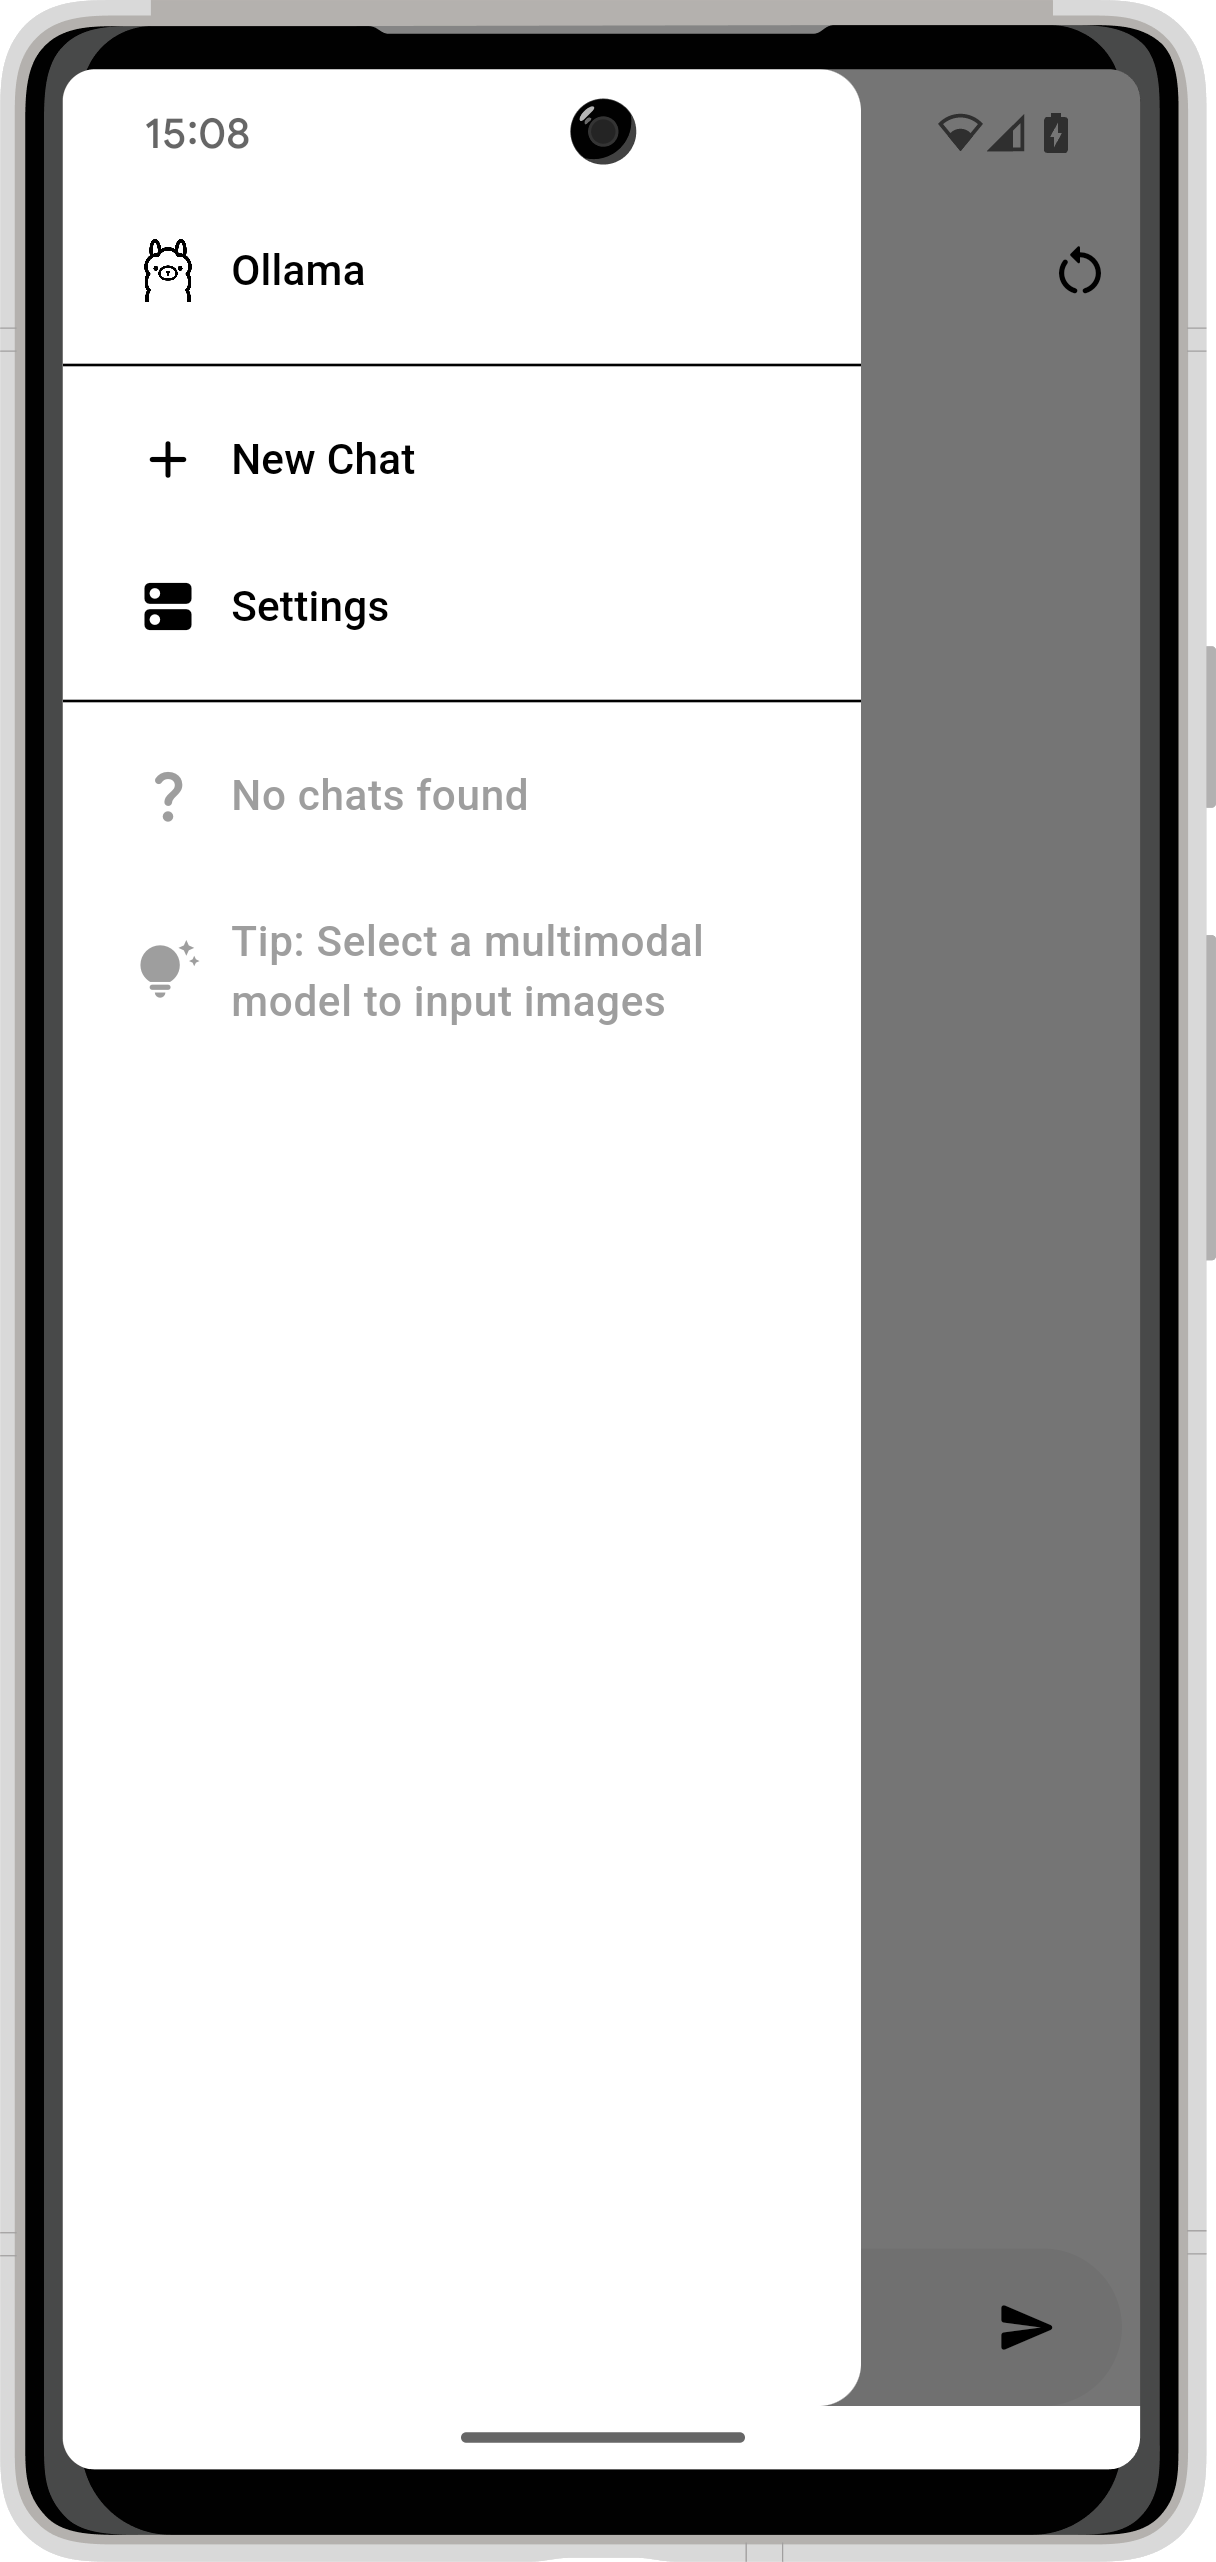 15:08
Ollama
New Chat
Settings
No chats found
Tip: Select a multimodal
model to input images